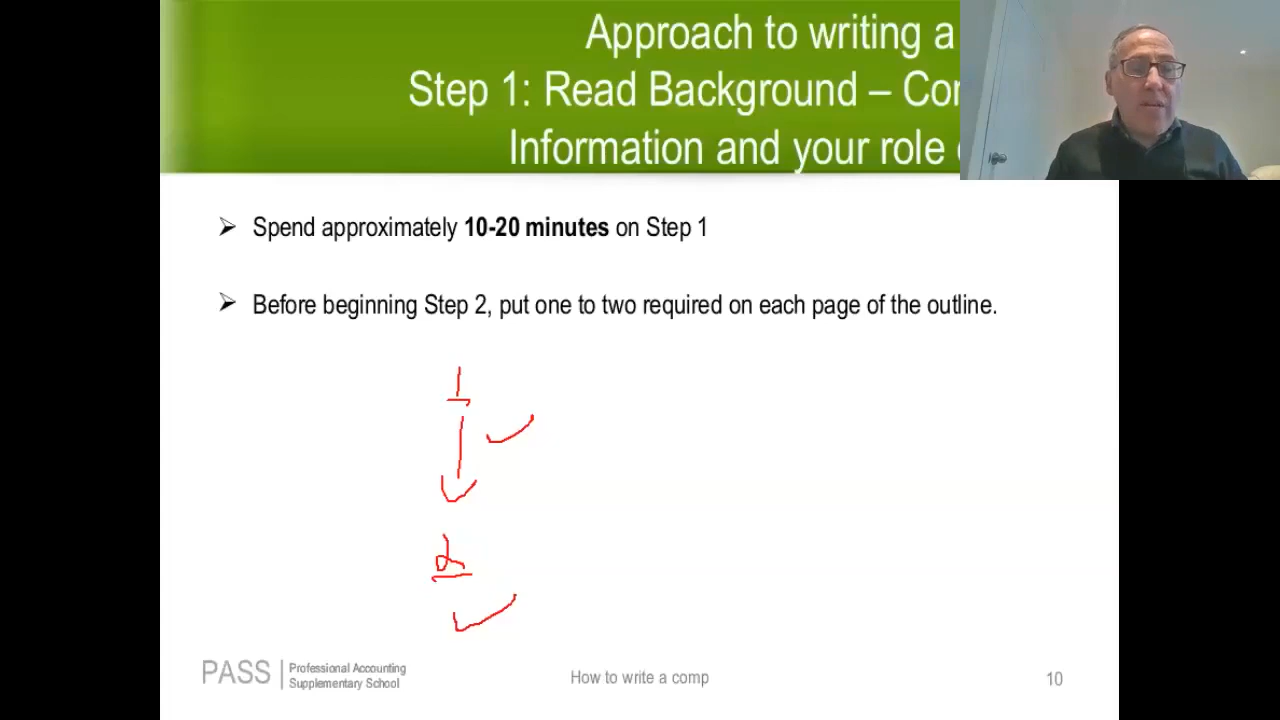 Approach to writing a
Step 1: Read Background –
Information and your role
Spend approximately 10-20 minutes on Step 1
Before beginning Step 2, put one to two required on each page of the outline.
1
2
PASS
Professional Accounting
Supplementary School
How to write a comp
10